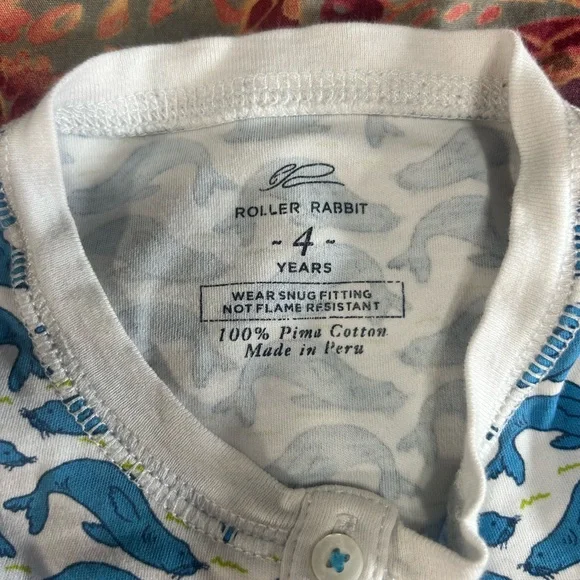 ROLLER RABBIT
- 4 -
YEARS
WEAR SNUG FITTING
NOT FLAME RESISTANT
100% Pima Cotton
Made in Peru